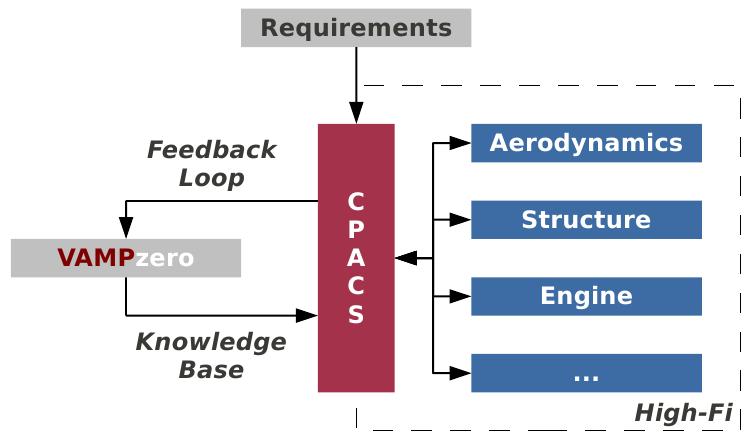 Requirements
Feedback
Loop
VAMPzero
Knowledge
Base
C
P
A
C
S
Aerodynamics
Structure
Engine
...
High-Fi